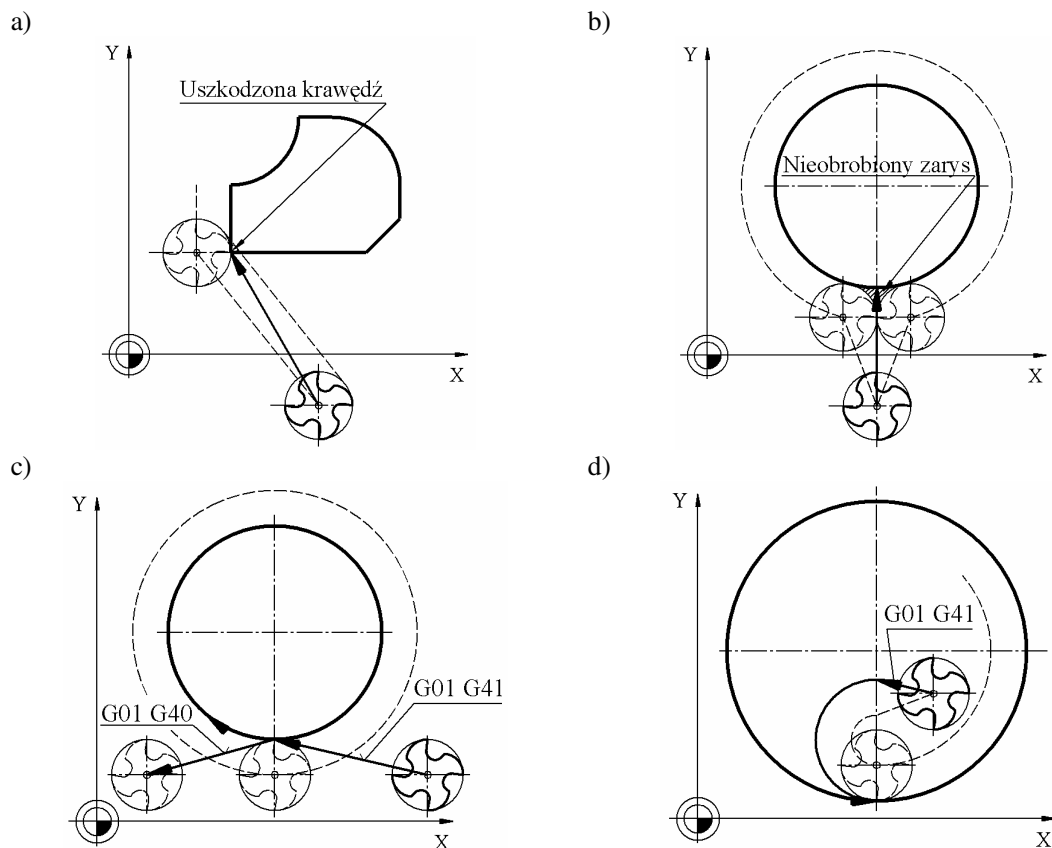 a)
Y
Uszkodzona krawędź
X
b)
Y
Nieobrobiony zarys
X
c)
Y
G01 G41
G01 G40
X
d)
Y
G01 G41
X